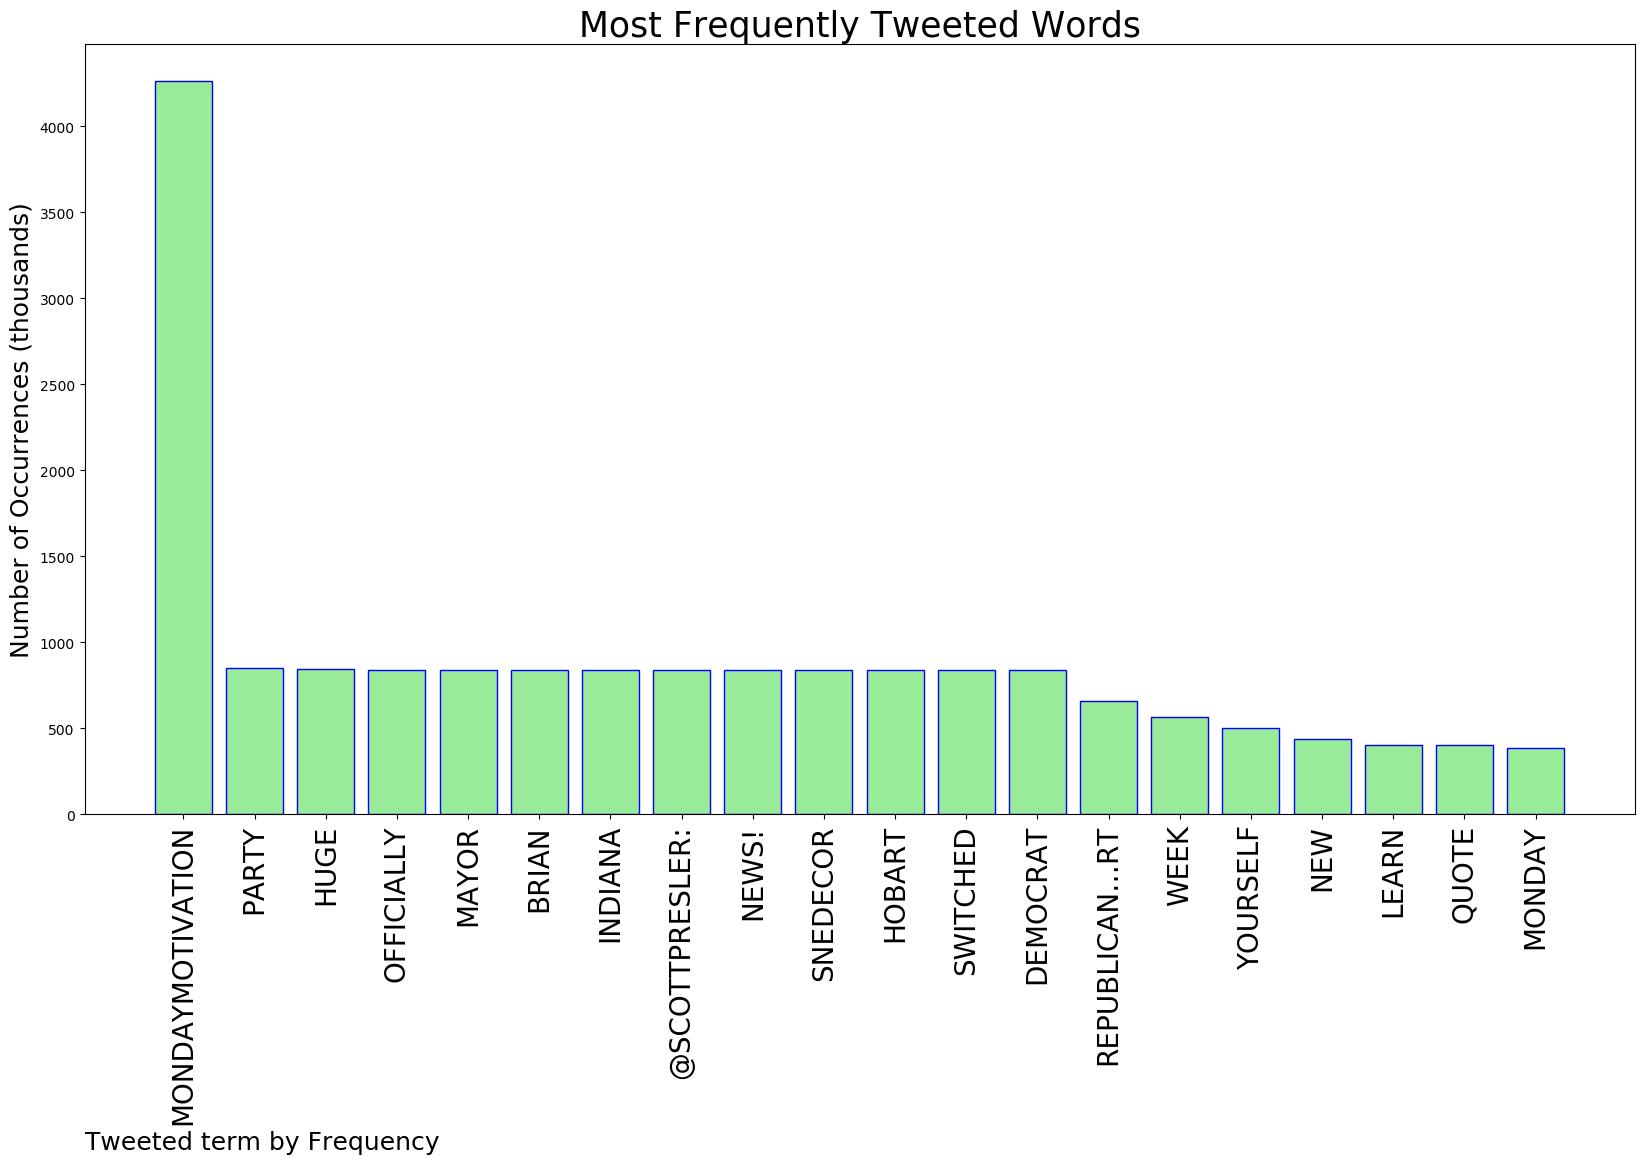 Most Frequently Tweeted Words
Number of Occurrences (thousands)
4000
3500
3000
2500
2000
1500
1000
500
0
MONDAYMOTIVATION
PARTY
HUGE
OFFICIALLY
MAYOR
BRIAN
INDIANA
@SCOTTPRESLER:
NEWS!
SNEDECOR
HOBART
SWITCHED
DEMOCRAT
REPUBLICAN...RT
WEEK
YOURSELF
NEW
LEARN
QUOTE
MONDAY
Tweeted term by Frequency